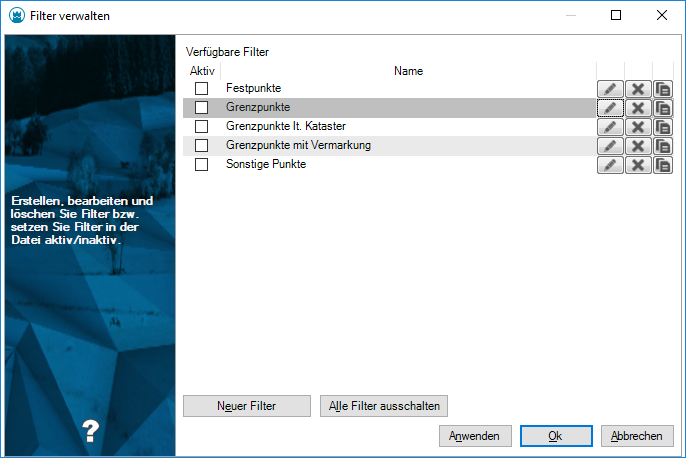 Filter verwalten
Verfügbare Filter
Aktiv Name
Festpunkte
Grenzpunkte
Grenzpunkte lt. Kataster
Grenzpunkte mit Vermarkung
Sonstige Punkte
Erstellen, bearbeiten und
löschen Sie Filter bzw.
setzen Sie Filter in der
Datei aktiv/inaktiv.
?
Neuer Filter Alle Filter ausschalten
Anwenden Ok Abbrechen